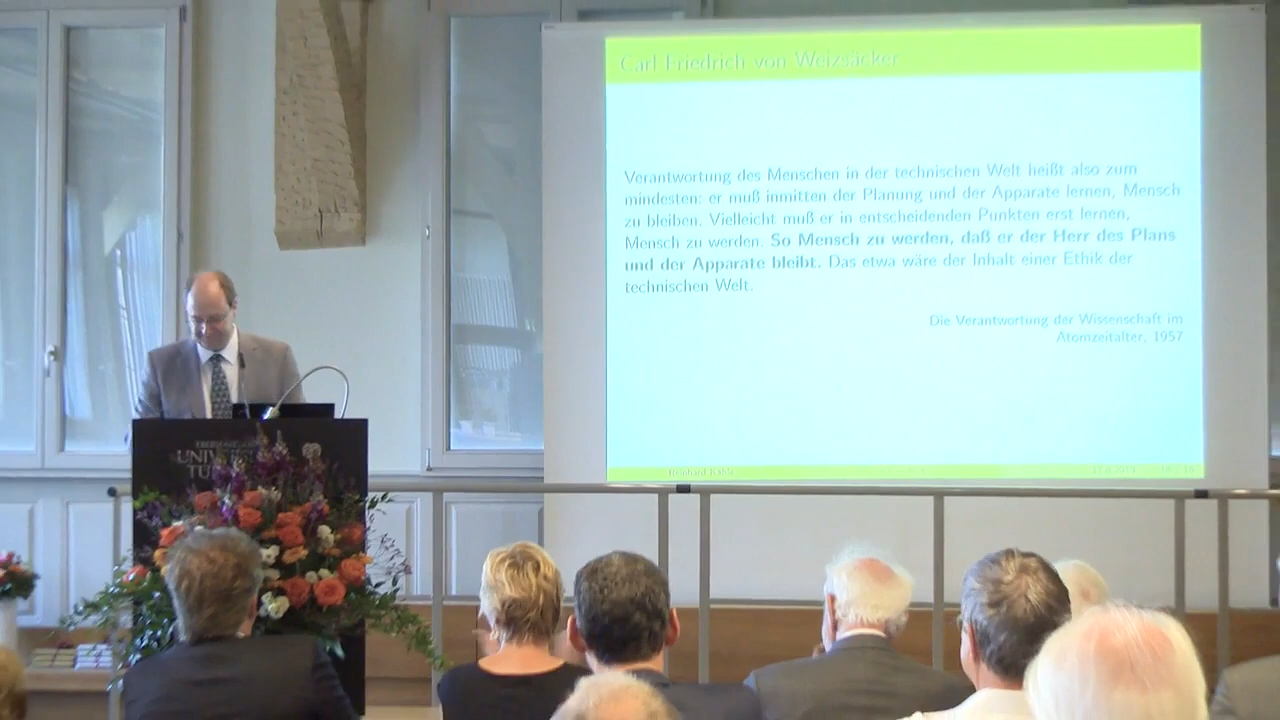 Carl Friedrich von Weizsäcker
Verantwortung des Menschen in der technischen Welt heißt also zum
mindesten: er muß inmitten der Planung und der Apparate lernen, Mensch
zu bleiben. Vielleicht muß er in entscheidenden Punkten erst lernen,
Mensch zu werden. So Mensch zu werden, daß er der Herr des Plans
und der Apparate bleibt. Das etwa wäre der Inhalt einer Ethik der
technischen Welt.
Die Verantwortung der Wissenschaft im
Atomzeitalter, 1957
Reinhard Kahle